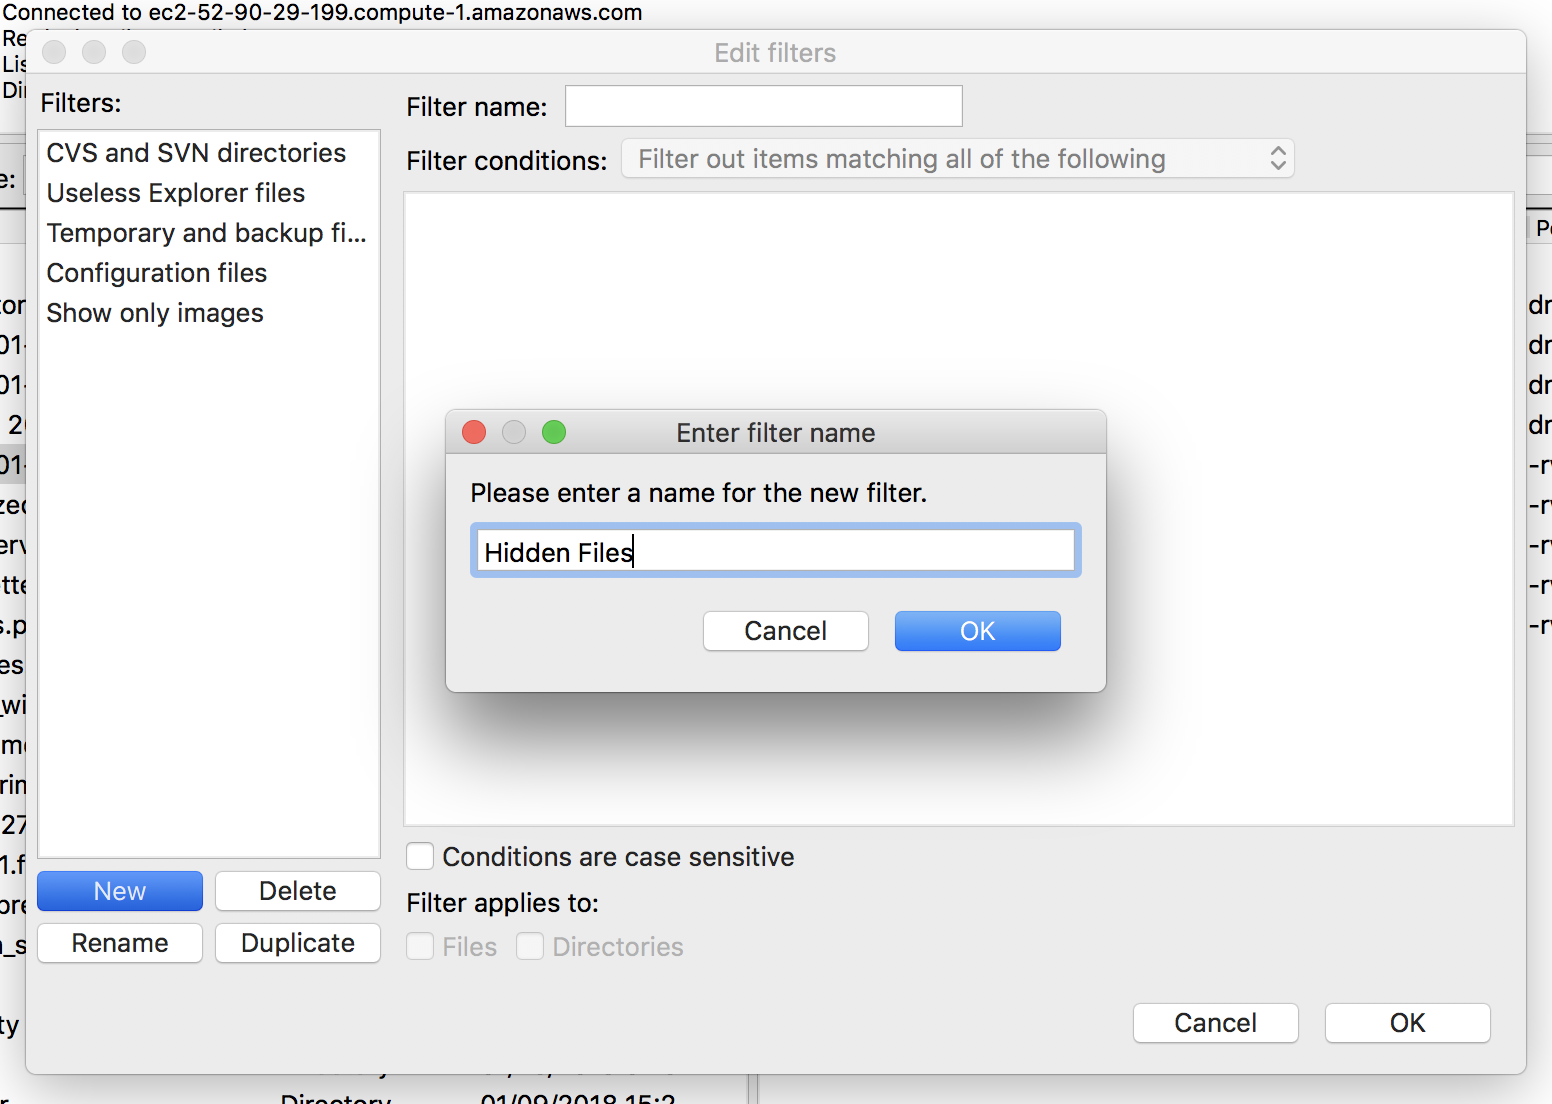 Connected to ec2-52-90-29-199.compute-1.amazonaws.com
Edit filters
Filters:
CVS and SVN directories
Useless Explorer files
Temporary and backup fi...
Configuration files
Show only images
Filter name:
Filter conditions: Filter out items matching all of the following
Enter filter name
Please enter a name for the new filter.
Hidden Files
Cancel OK
Conditions are case sensitive
Filter applies to:
Files Directories
New Delete
Rename Duplicate
Cancel OK
Directory 01/09/2018 15:2